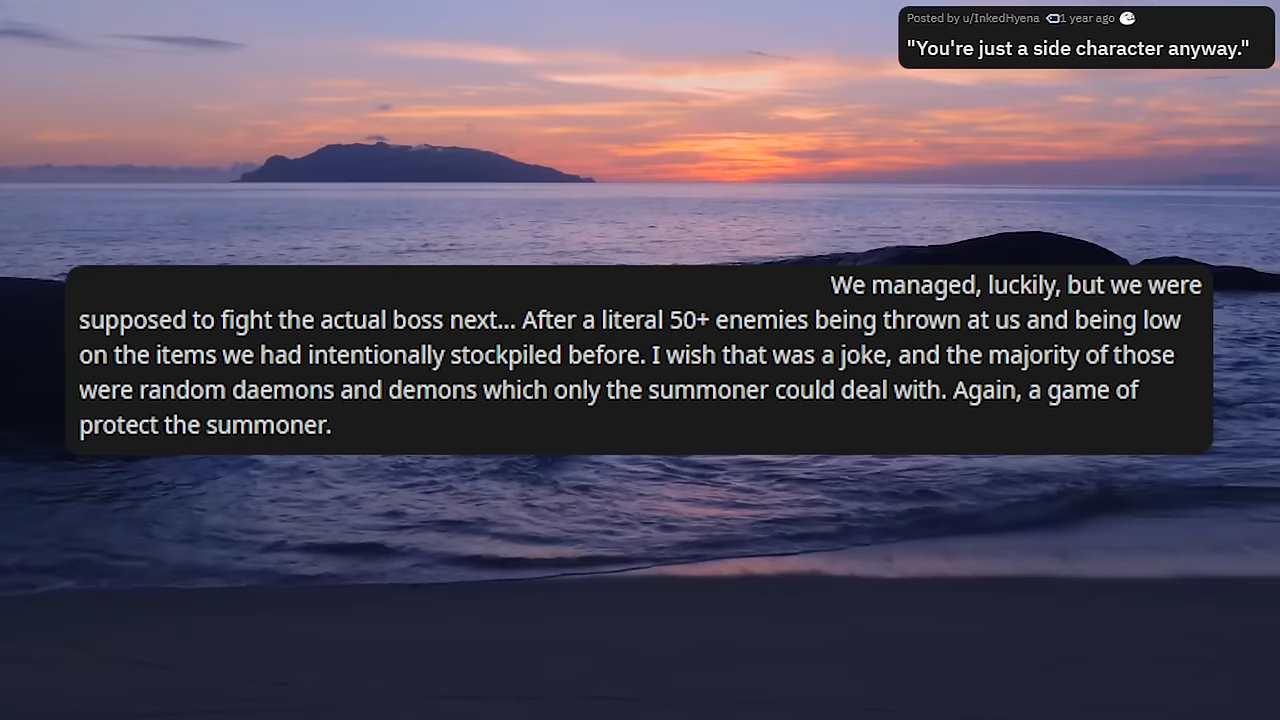 Posted by u/InkedHyena 1 year ago
"You're just a side character anyway."
We managed, luckily, but we were
supposed to fight the actual boss next... After a literal 50+ enemies being thrown at us and being low
on the items we had intentionally stockpiled before. I wish that was a joke, and the majority of those
were random daemons and demons which only the summoner could deal with. Again, a game of
protect the summoner.